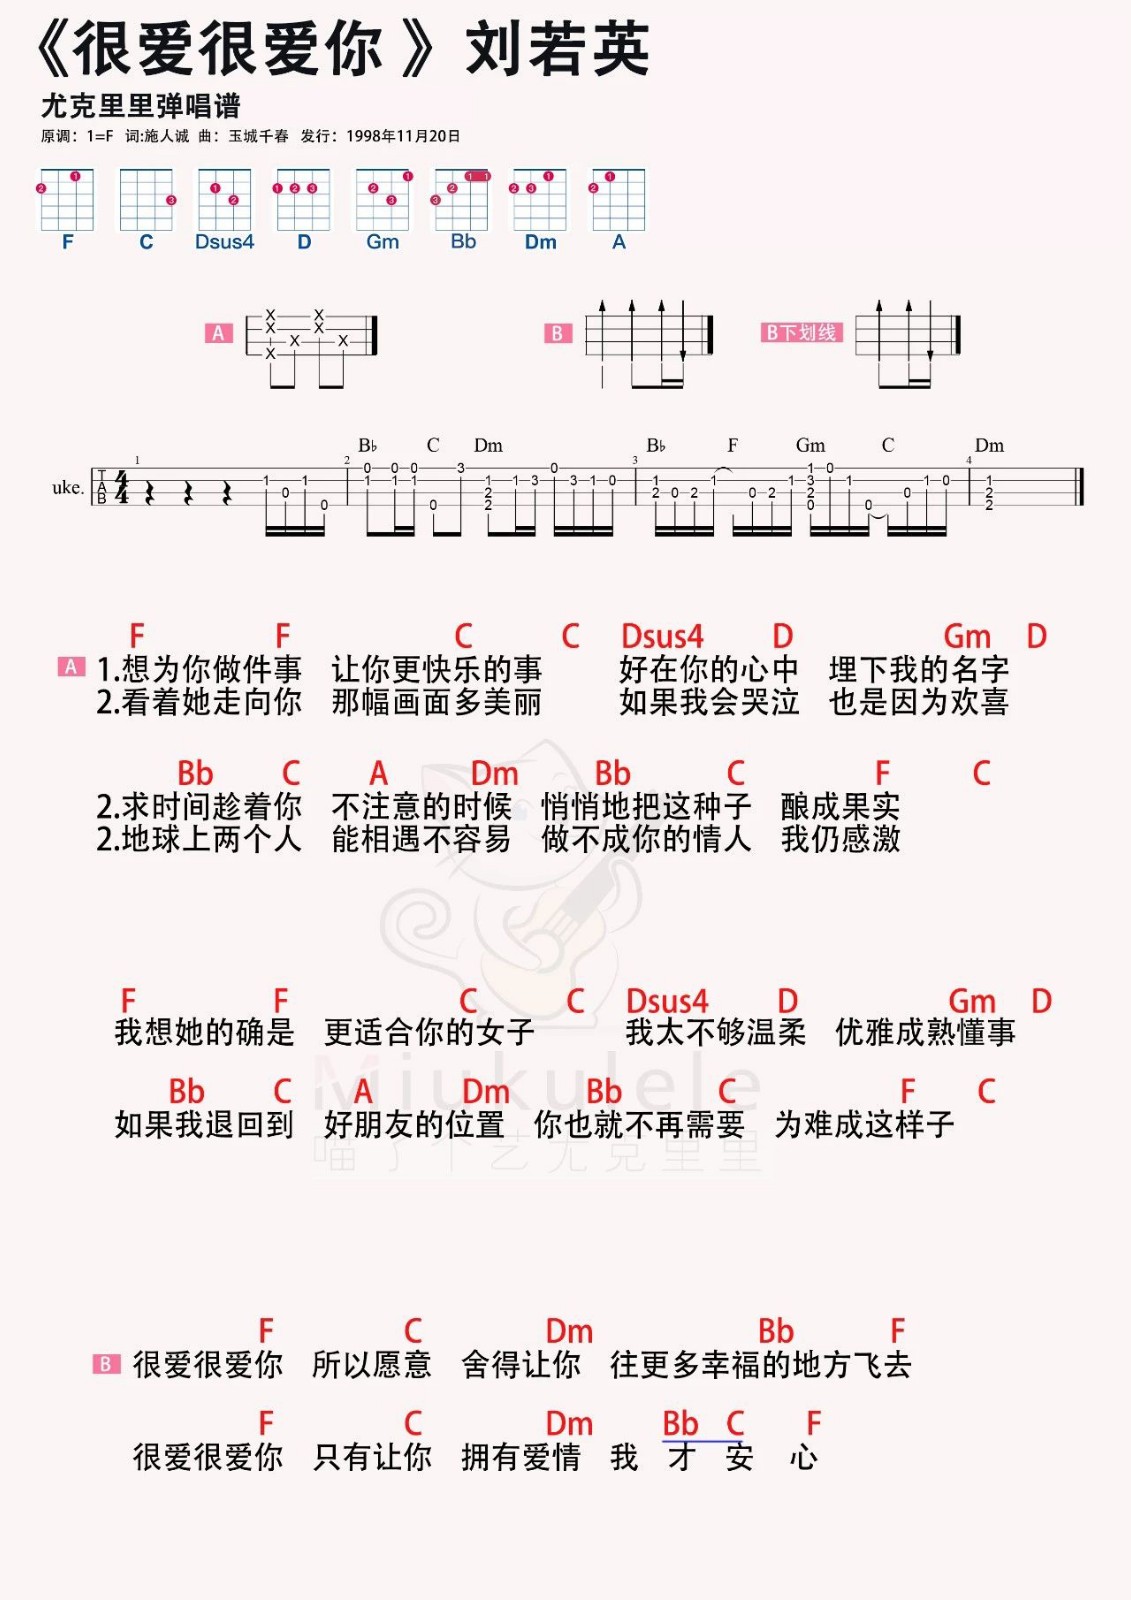 《很爱很爱你 》刘若英
尤克里里弹唱谱
原调：1=F 词:施人诚 曲：玉城千春 发行：1998年11月20日
F C Dsus4 D Gm Bb Dm A
A B B下划线
B♭ C Dm B♭ F Gm C Dm
uke.
F F C C Dsus4 D Gm D
A 1.想为你做件事 让你更快乐的事 好在你的心中 埋下我的名字
2.看着她走向你 那幅画面多美丽 如果我会哭泣 也是因为欢喜
Bb C A Dm Bb C F C
2.求时间趁着你 不注意的时候 悄悄地把这种子 酿成果实
2.地球上两个人 能相遇不容易 做不成你的情人 我仍感激
F F C C Dsus4 D Gm D
我想她的确是 更适合你的女子 我太不够温柔 优雅成熟懂事
Miukulele
Bb C A Dm Bb C F C
如果我退回到 好朋友的位置 你也就不再需要 为难成这样子
喵了个艺尤克里里
F C Dm Bb F
B 很爱很爱你 所以愿意 舍得让你 往更多幸福的地方飞去
F C Dm Bb C F
很爱很爱你 只有让你 拥有爱情 我 才 安 心